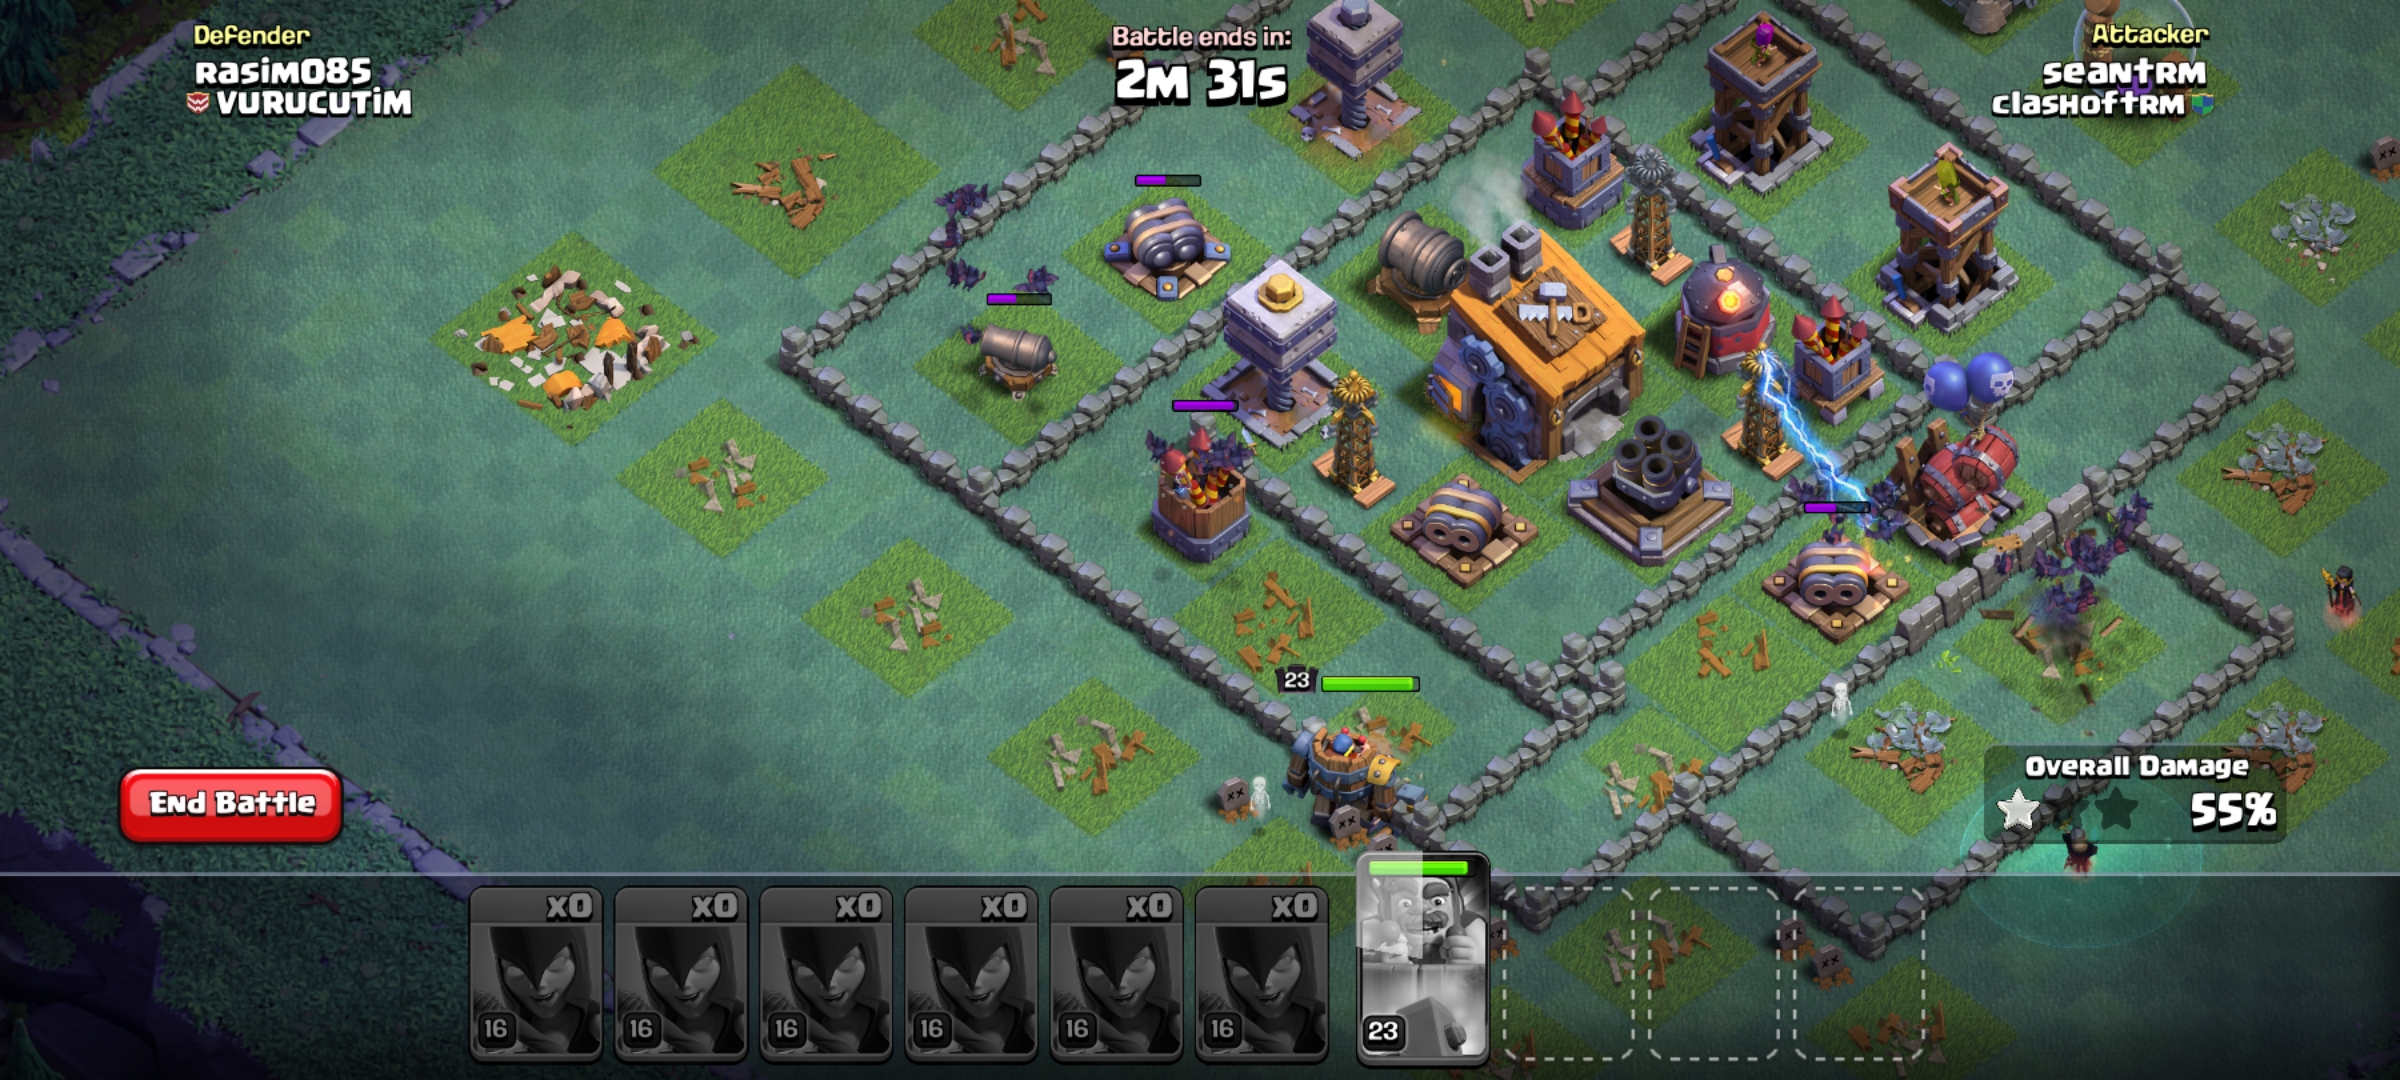 Defender
rasim085
VURUCUTiM
Battle ends in:
2M 31s
Attacker
seantrm
clashoftrm
23
End Battle
Overall Damage
55%
x0
x0
x0
x0
x0
x0
16
16
16
16
16
16
23